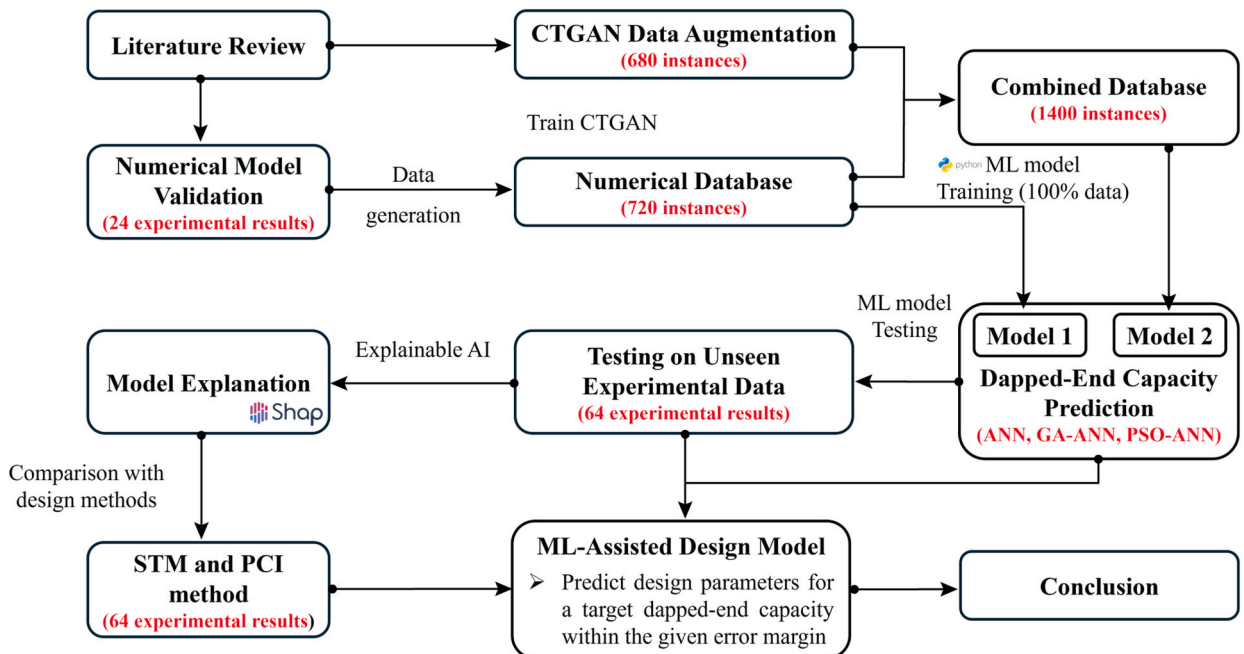 Literature Review
CTGAN Data Augmentation
(680 instances)
Combined Database
(1400 instances)
Train CTGAN
Numerical Model
Validation
(24 experimental results)
Data
generation
Numerical Database
(720 instances)
python ML model
Training (100% data)
ML model
Testing
Model 1
Model 2
Dapped-End Capacity
Prediction
(ANN, GA-ANN, PSO-ANN)
Testing on Unseen
Experimental Data
(64 experimental results)
Explainable AI
Model Explanation
Shap
Comparison with
design methods
STM and PCI
method
(64 experimental results)
ML-Assisted Design Model
➢ Predict design parameters for
a target dapped-end capacity
within the given error margin
Conclusion